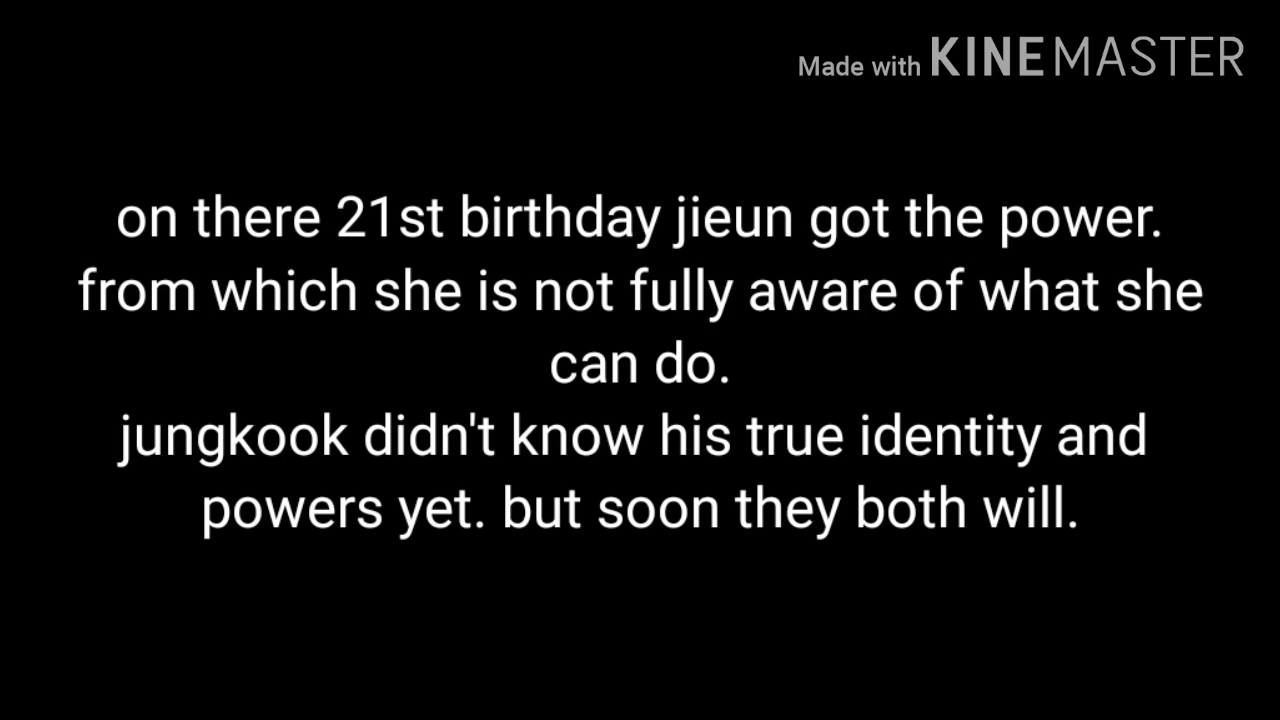 Made with KINEMASTER
on there 21st birthday jieun got the power.
from which she is not fully aware of what she
can do.
jungkook didn't know his true identity and
powers yet. but soon they both will.